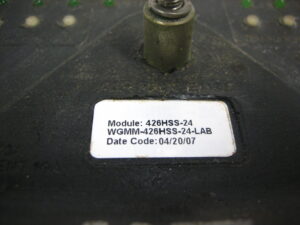 Module: 426HSS-24
WGMM-426HSS-24-LAB
Date Code: 04/20/07